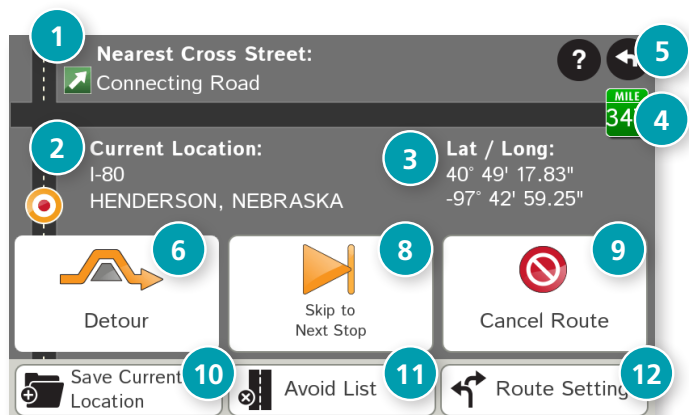 1
Nearest Cross Street:
Connecting Road
?
5
MILE
34
4
2
Current Location:
I-80
HENDERSON, NEBRASKA
3
Lat / Long:
40° 49' 17.83"
-97° 42' 59.25"
6
Detour
8
Skip to
Next Stop
9
Cancel Route
Save Current
Location
10
Avoid List
11
Route Setting
12